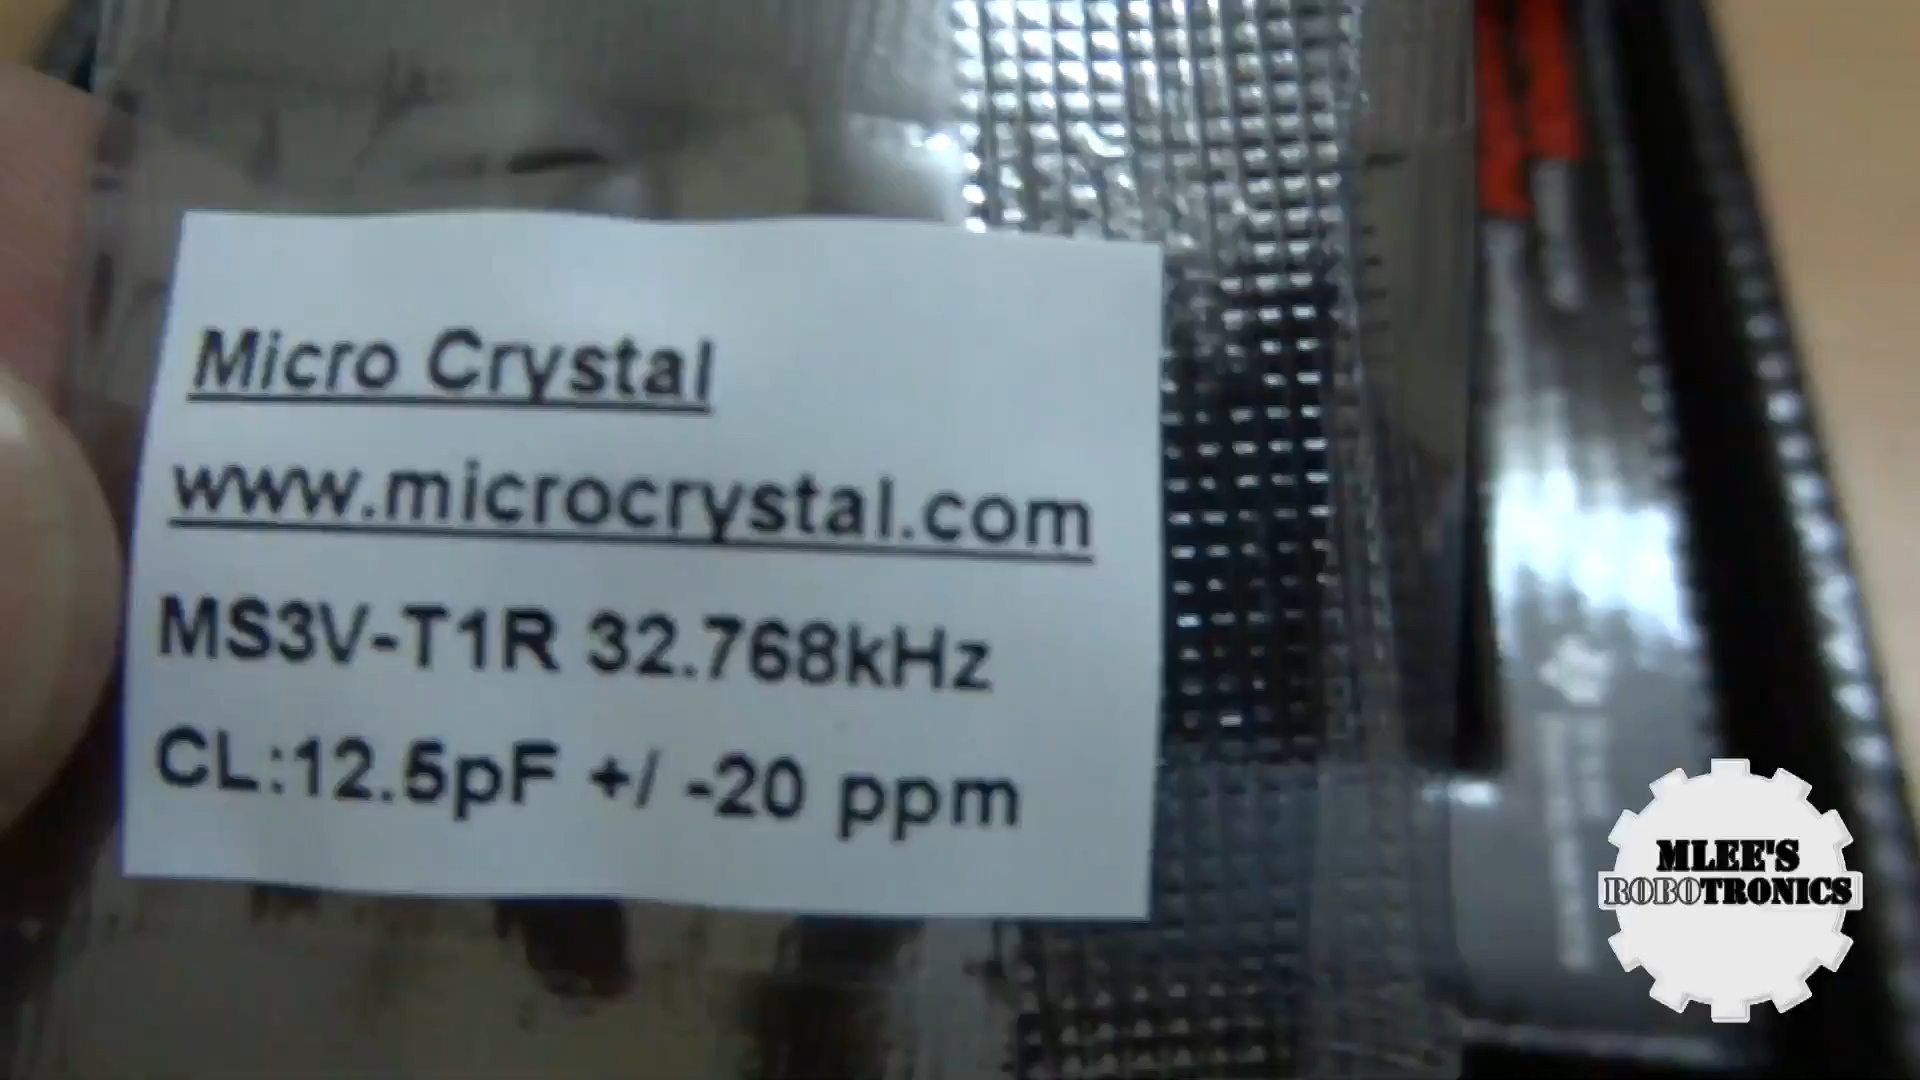 Micro Crystal
www.microcrystal.com
MS3V-T1R 32.768kHz
CL:12.5pF +/ -20 ppm
MLEE'S
ROBOTRONICS